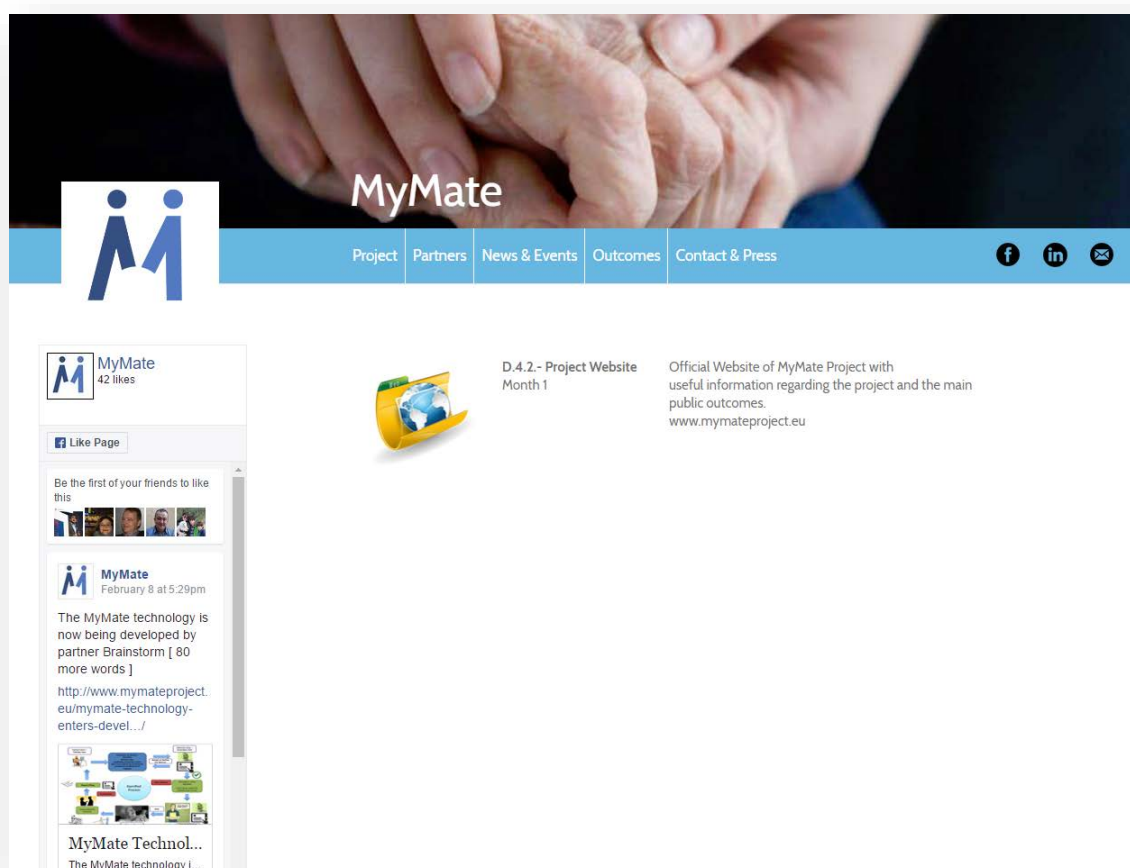 MyMate
Project
Partners
News & Events
Outcomes
Contact & Press
MyMate
42 likes
Like Page
Be the first of your friends to like
this
MyMate
February 8 at 5:29pm
The MyMate technology is
now being developed by
partner Brainstorm [ 80
more words ]
http://www.mymateproject.
eu/mymate-technology-
enters-devel…/
MyMate Technol...
The MyMate technology i...
D.4.2.- Project Website
Month 1
Official Website of MyMate Project with
useful information regarding the project and the main
public outcomes.
www.mymateproject.eu